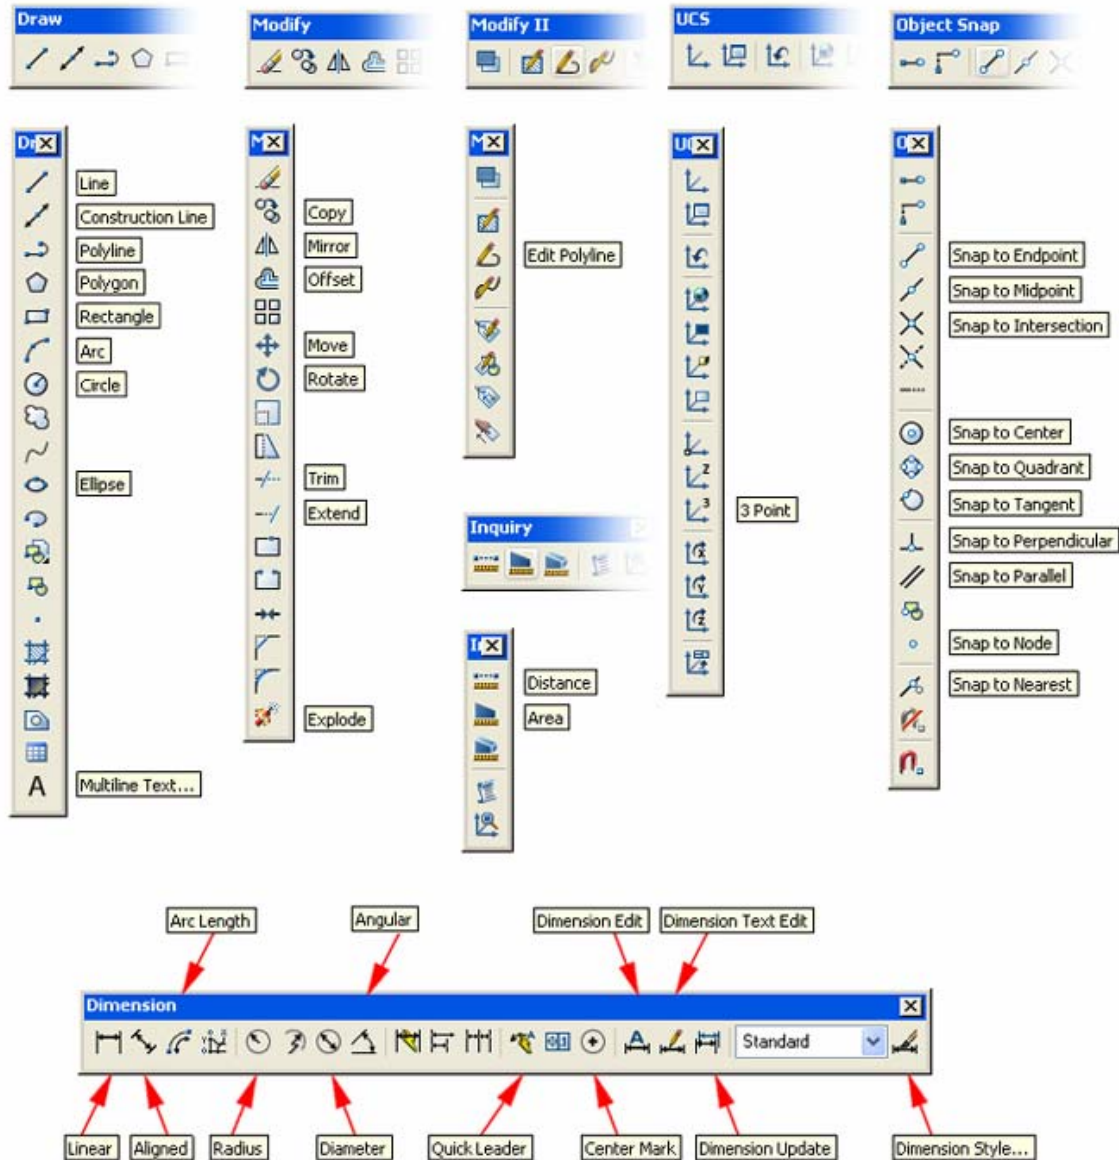 Draw
Modify
Modify II
UCS
Object Snap
Line
Construction Line
Polyline
Polygon
Rectangle
Arc
Circle
Ellipse
Multiline Text...
Copy
Mirror
Offset
Move
Rotate
Trim
Extend
Explode
Edit Polyline
Inquiry
Distance
Area
3 Point
Snap to Endpoint
Snap to Midpoint
Snap to Intersection
Snap to Center
Snap to Quadrant
Snap to Tangent
Snap to Perpendicular
Snap to Parallel
Snap to Node
Snap to Nearest
Arc Length
Angular
Dimension Edit
Dimension Text Edit
Dimension
Standard
Linear
Aligned
Radius
Diameter
Quick Leader
Center Mark
Dimension Update
Dimension Style...